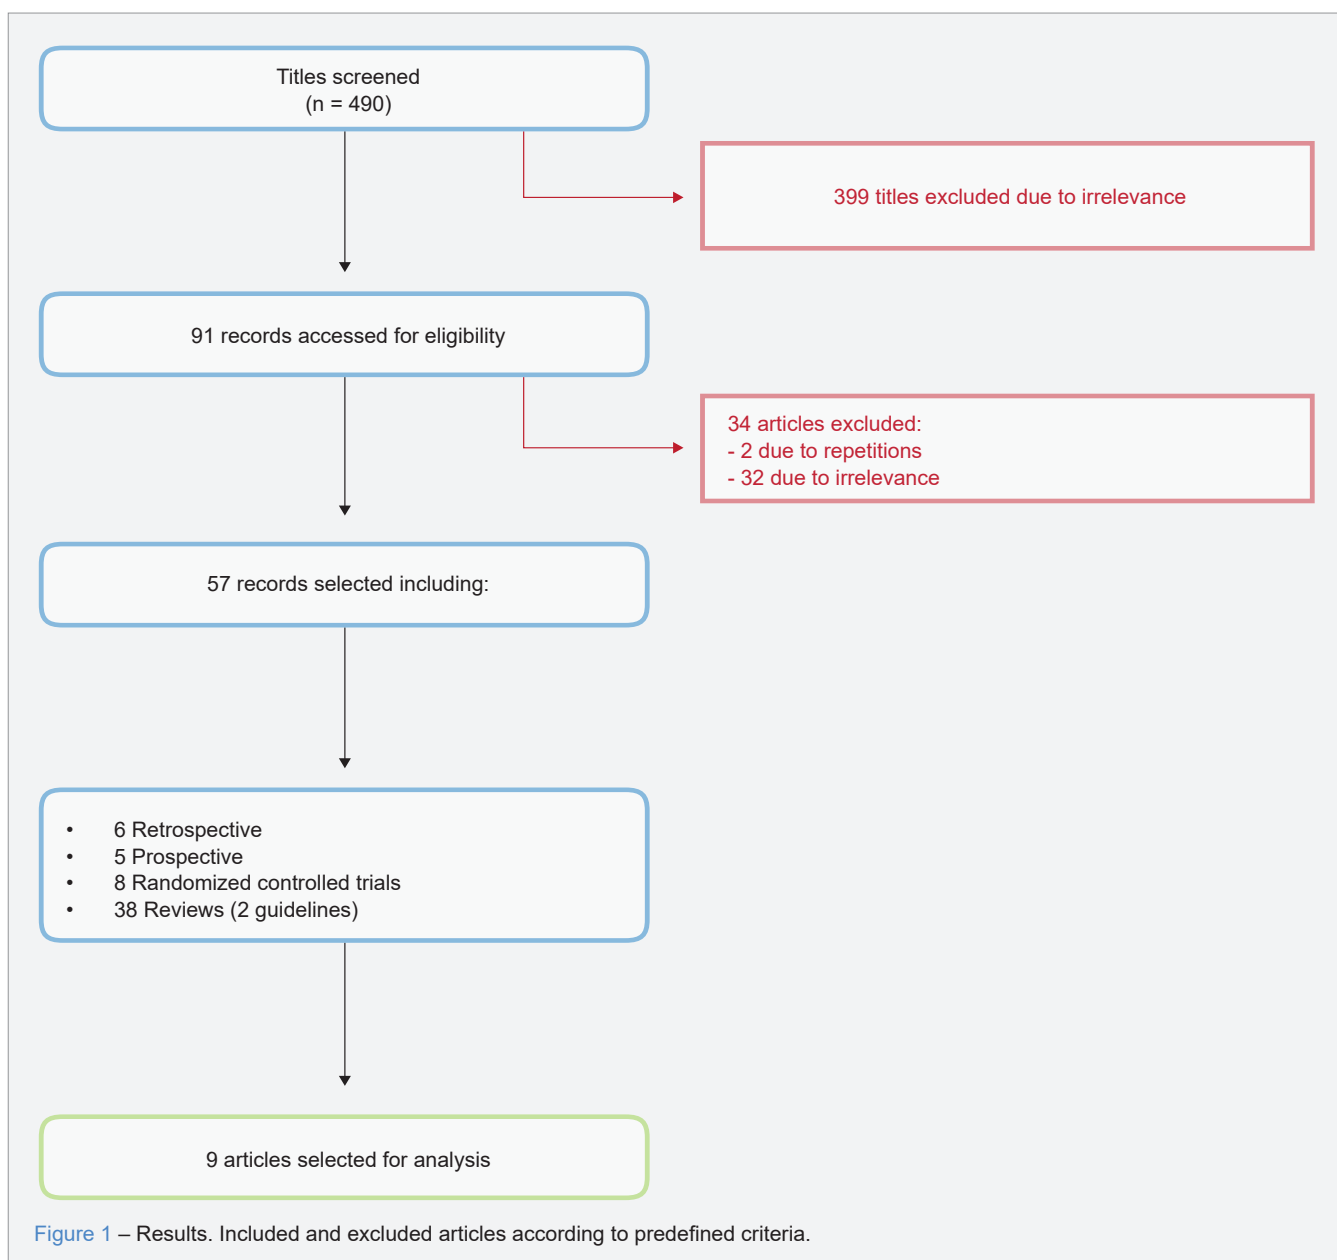 Titles screened
(n = 490)
399 titles excluded due to irrelevance
91 records accessed for eligibility
34 articles excluded:
- 2 due to repetitions
- 32 due to irrelevance
57 records selected including:
• 6 Retrospective
• 5 Prospective
• 8 Randomized controlled trials
• 38 Reviews (2 guidelines)
9 articles selected for analysis
Figure 1 – Results. Included and excluded articles according to predefined criteria.